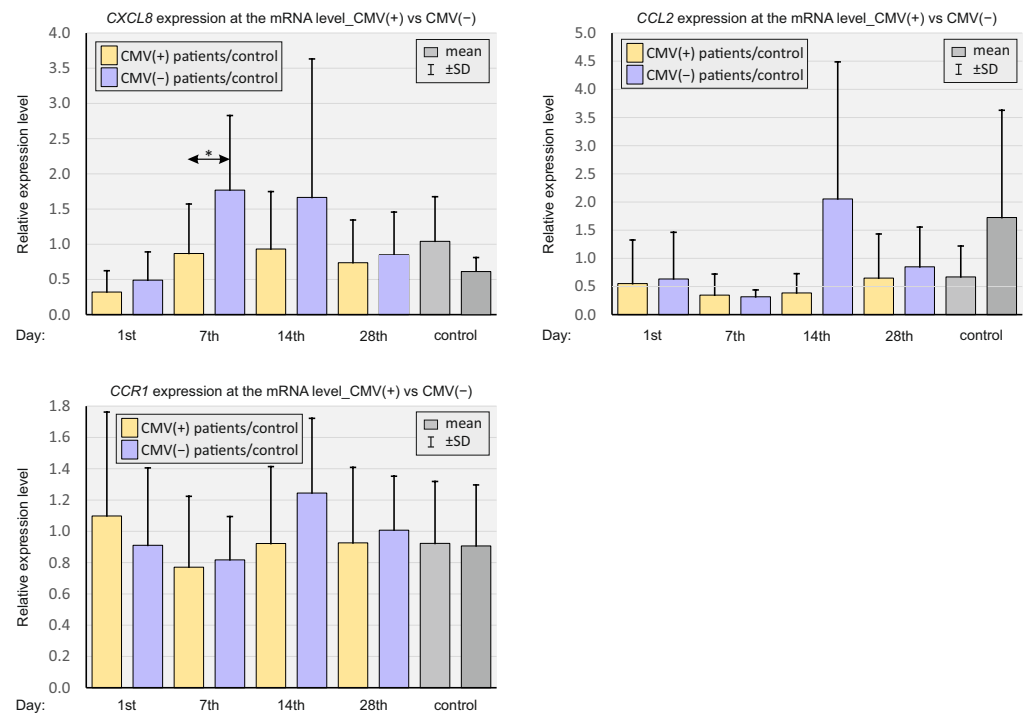 CXCL8 expression at the mRNA level_CMV(+) vs CMV(−)
4.0
3.5
3.0
2.5
2.0
1.5
1.0
0.5
0.0
Relative expression level
CMV(+) patients/control
CMV(−) patients/control
mean
±SD
*
Day: 1st 7th 14th 28th control
CCL2 expression at the mRNA level_CMV(+) vs CMV(−)
5.0
4.5
4.0
3.5
3.0
2.5
2.0
1.5
1.0
0.5
0.0
Relative expression level
CMV(+) patients/control
CMV(−) patients/control
mean
±SD
Day: 1st 7th 14th 28th control
CCR1 expression at the mRNA level_CMV(+) vs CMV(−)
1.8
1.6
1.4
1.2
1.0
0.8
0.6
0.4
0.2
0.0
Relative expression level
CMV(+) patients/control
CMV(−) patients/control
mean
±SD
Day: 1st 7th 14th 28th control